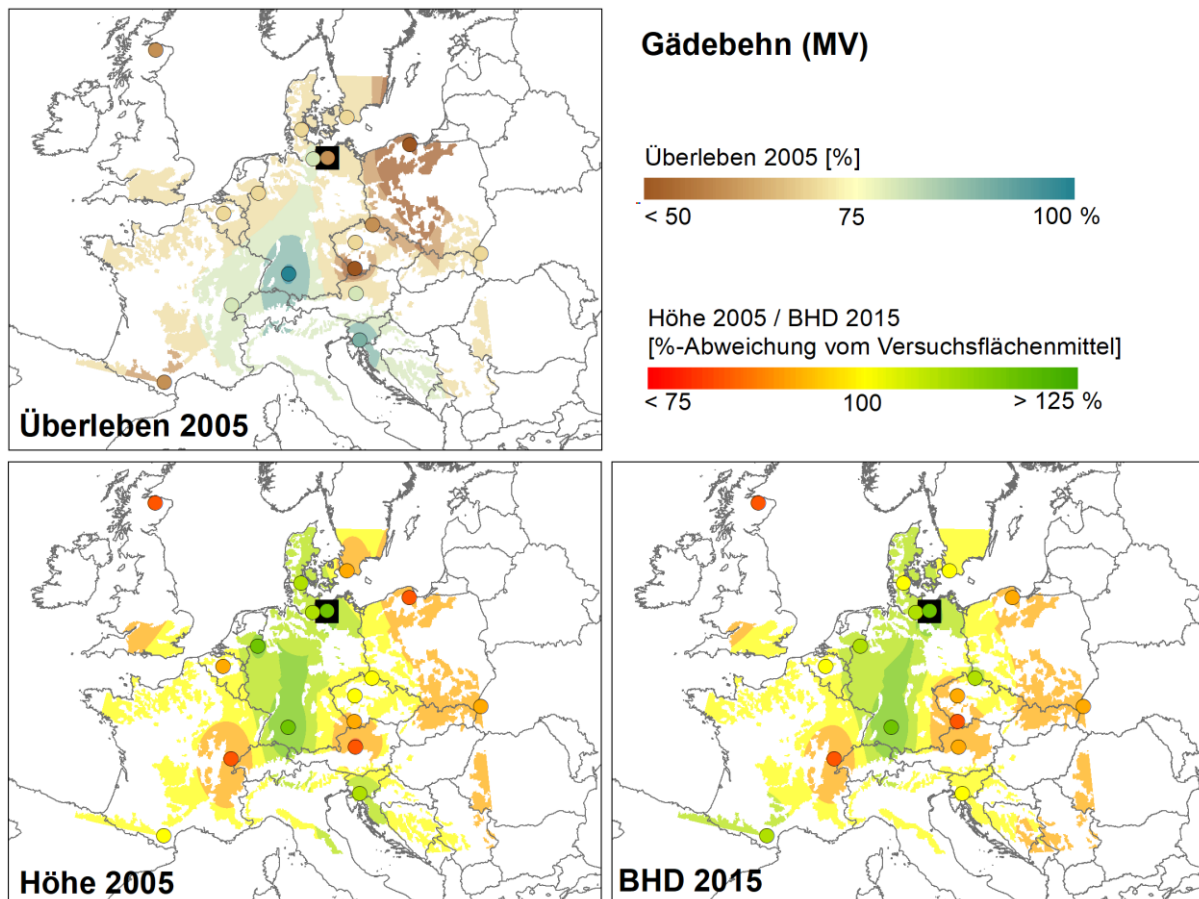 Gädebehn (MV)
Überleben 2005 [%]
< 50 75 100 %
Höhe 2005 / BHD 2015
[%-Abweichung vom Versuchsflächenmittel]
< 75 100 > 125 %
Überleben 2005
Höhe 2005
BHD 2015